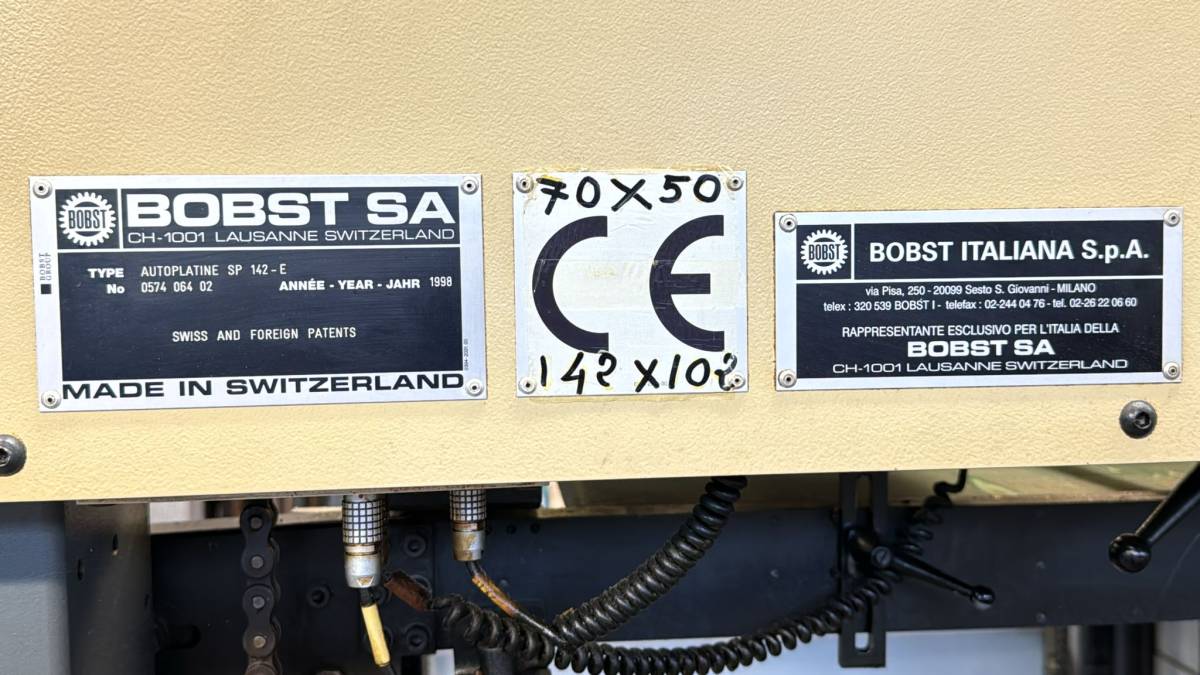 BOBST
BOBST SA
CH-1001 LAUSANNE SWITZERLAND
BOBST GROUP
TYPE AUTOPLATINE SP 142-E
No 0574 064 02 ANNÉE - YEAR - JAHR 1998
SWISS AND FOREIGN PATENTS
MADE IN SWITZERLAND
70X50
CE
142X102
BOBST
BOBST ITALIANA S.p.A.
via Pisa, 250 - 20099 Sesto S. Giovanni - MILANO
telex : 320 539 BOBST I - telefax : 02-244 04 76 - tel. 02-26 22 06 60
RAPPRESENTANTE ESCLUSIVO PER L'ITALIA DELLA
BOBST SA
CH-1001 LAUSANNE SWITZERLAND